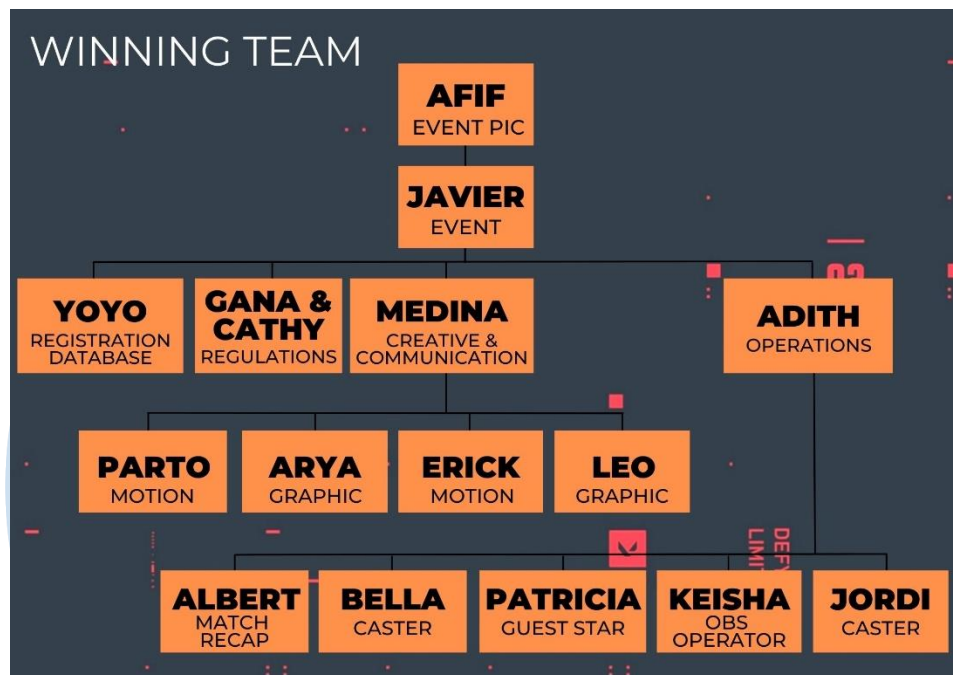 WINNING TEAM
AFIF
EVENT PIC
JAVIER
EVENT
YOYO
REGISTRATION
DATABASE
GANA &
CATHY
REGULATIONS
MEDINA
CREATIVE &
COMMUNICATION
ADITH
OPERATIONS
PARTO
MOTION
ARYA
GRAPHIC
ERICK
MOTION
LEO
GRAPHIC
ALBERT
MATCH
RECAP
BELLA
CASTER
PATRICIA
GUEST STAR
KEISHA
OBS
OPERATOR
JORDI
CASTER